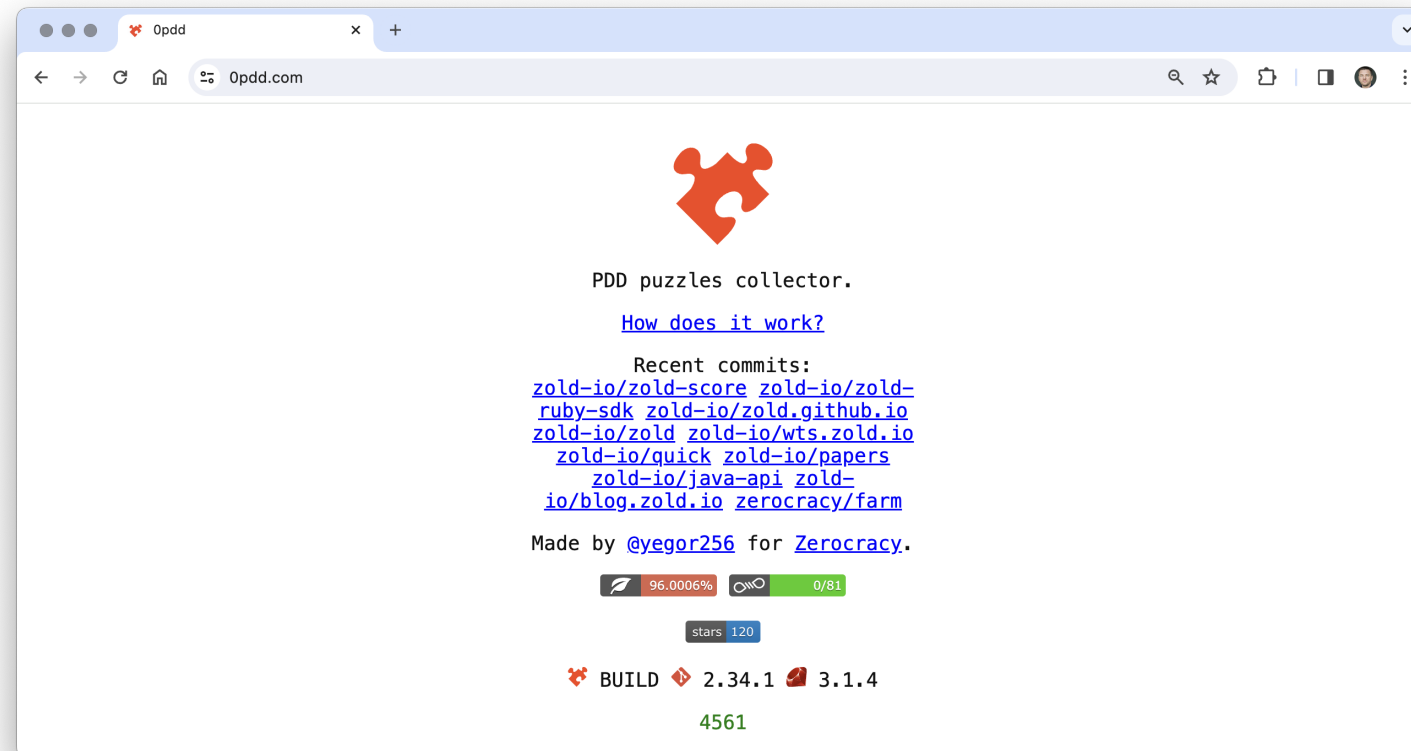 0pdd
0pdd.com
PDD puzzles collector.
How does it work?
Recent commits:
zold-io/zold-score zold-io/zold-
ruby-sdk zold-io/zold.github.io
zold-io/zold zold-io/wts.zold.io
zold-io/quick zold-io/papers
zold-io/java-api zold-
io/blog.zold.io zerocracy/farm
Made by @yegor256 for Zerocracy.
96.0006% 0/81
stars 120
BUILD 2.34.1 3.1.4
4561